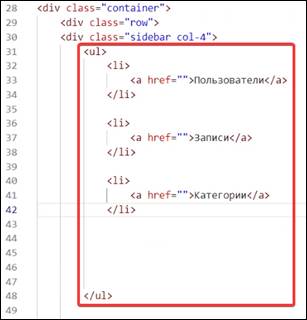 28 <div class="container">
29 <div class="row">
30 <div class="sidebar col-4">
31 <ul>
32 <li>
33 <a href="">Пользователи</a>
34 </li>
35
36 <li>
37 <a href="">Записи</a>
38 </li>
39
40 <li>
41 <a href="">Категории</a>
42 </li>
43
44
45
46
47
48 </ul>